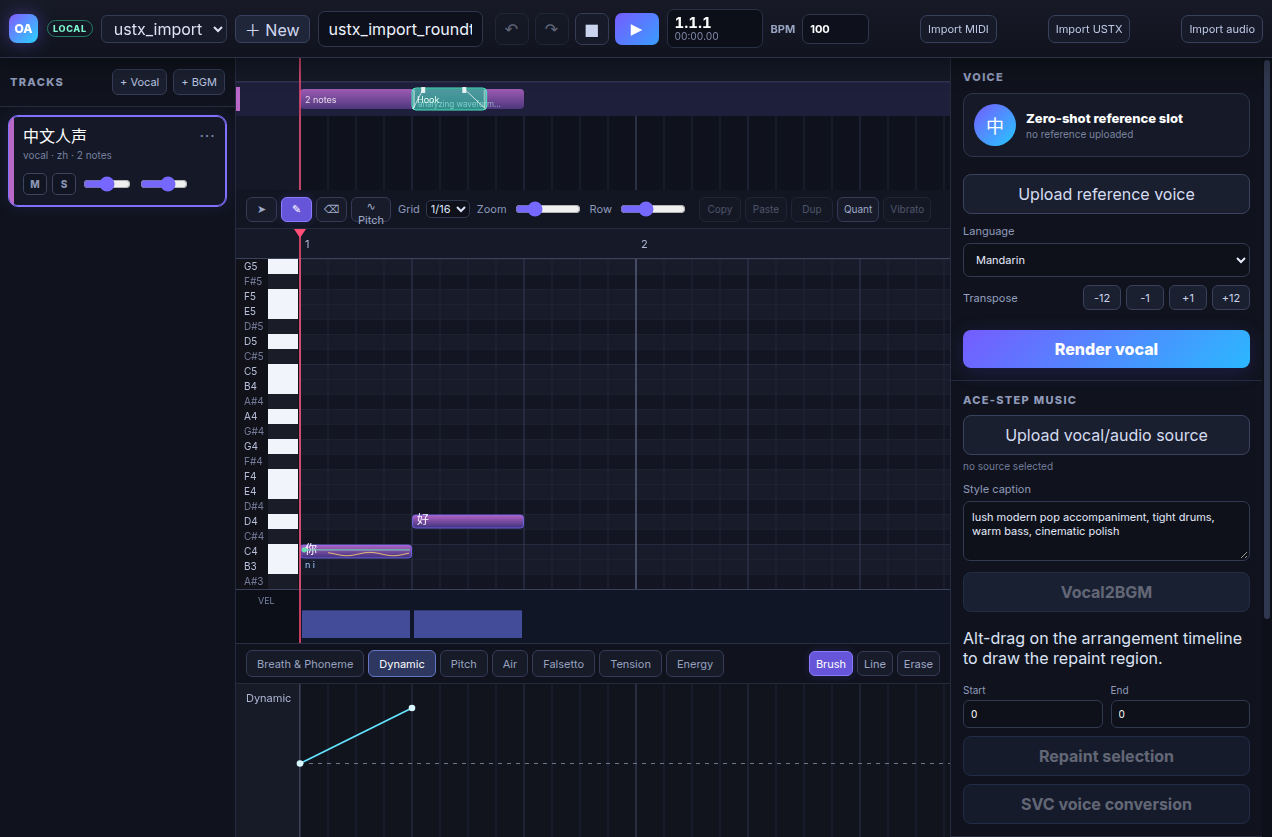 OA
LOCAL
ustx_import
+ New
ustx_import_roundt
1.1.1
00:00.00
BPM
100
Import MIDI
Import USTX
Import audio
TRACKS
+ Vocal
+ BGM
中文人声
vocal · zh · 2 notes
M
S
2 notes
Hook
Pitch
Grid
1/16
Zoom
Row
Copy
Paste
Dup
Quant
Vibrato
1
2
G5
F#5
F5
E5
D#5
D5
C#5
C5
B4
A#4
A4
G#4
G4
F#4
F4
E4
D#4
D4
好
C#4
C4
你
B3
n i
A#3
VEL
Breath & Phoneme
Dynamic
Pitch
Air
Falsetto
Tension
Energy
Brush
Line
Erase
Dynamic
VOICE
中
Zero-shot reference slot
no reference uploaded
Upload reference voice
Language
Mandarin
Transpose
-12
-1
+1
+12
Render vocal
ACE-STEP MUSIC
Upload vocal/audio source
no source selected
Style caption
lush modern pop accompaniment, tight drums,
warm bass, cinematic polish
Vocal2BGM
Alt-drag on the arrangement timeline
to draw the repaint region.
Start
End
0
0
Repaint selection
SVC voice conversion